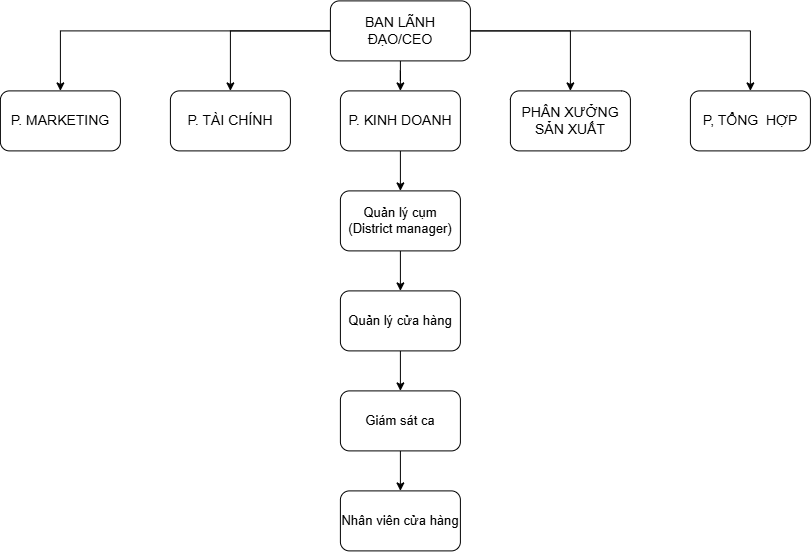 BAN LÃNH
ĐẠO/CEO
P. MARKETING
P. TÀI CHÍNH
P. KINH DOANH
PHÂN XƯỞNG
SẢN XUẤT
P, TỔNG HỢP
Quản lý cụm
(District manager)
Quản lý cửa hàng
Giám sát ca
Nhân viên cửa hàng